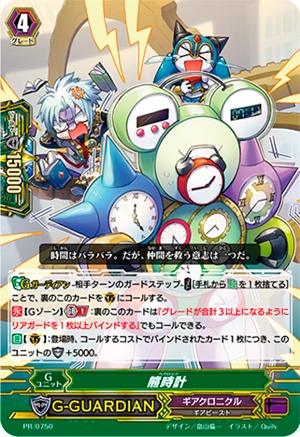 4
グレード
15000
時間はバラバラ。だが、仲間を救う意志は一つだ。
Gガーディアン-相手ターンのガードステップ、[手札から を1枚捨てる]
ことで、裏のこのカードを にコールする。
永【Gゾーン】 1:裏のこのカードは『グレードが合計3以上になるように
リアガードを1枚以上バインドする』でもコールできる。
自【 】【1】:登場時、コールするコストでバインドされたカード1枚につき、このユ
ニットの +5000。
G
ユニット
熊時計
G-GUARDIAN
ギアクロニクル
ギアビースト
PR/0750
デザイン/畠山倫一 イラスト/Quily